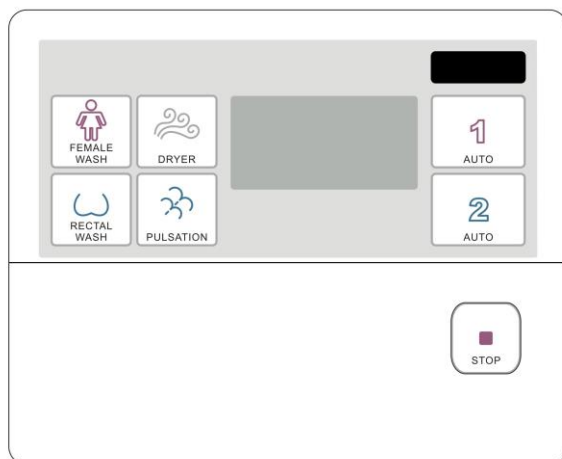 FEMALE
WASH
DRYER
1
AUTO
RECTAL
WASH
PULSATION
2
AUTO
STOP